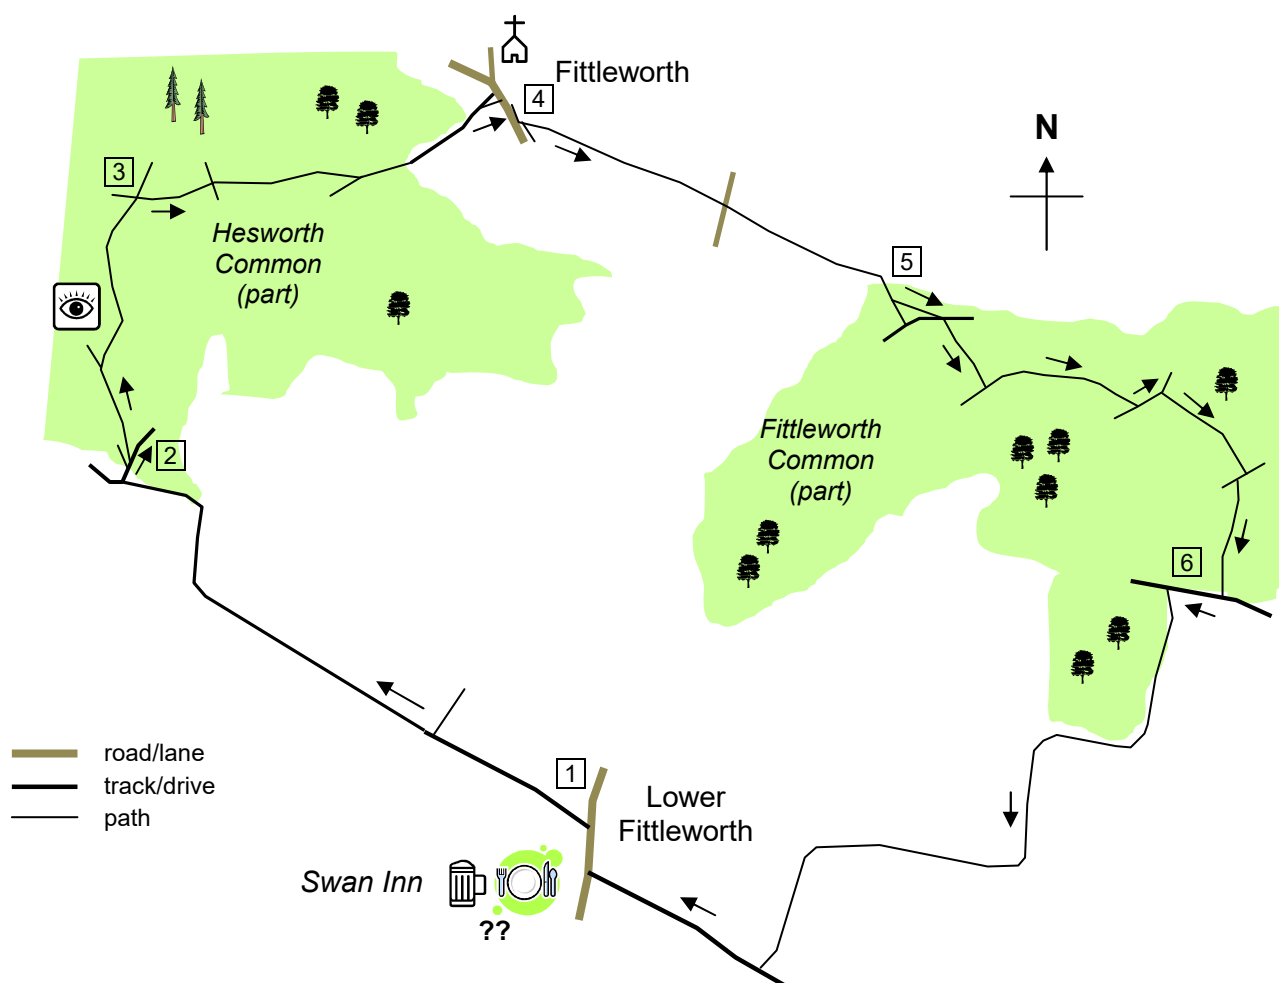 Fittleworth
4
N
3
Hesworth
Common
(part)
5
2
Fittleworth
Common
(part)
6
1
road/lane
track/drive
path
Lower
Fittleworth
Swan Inn
??